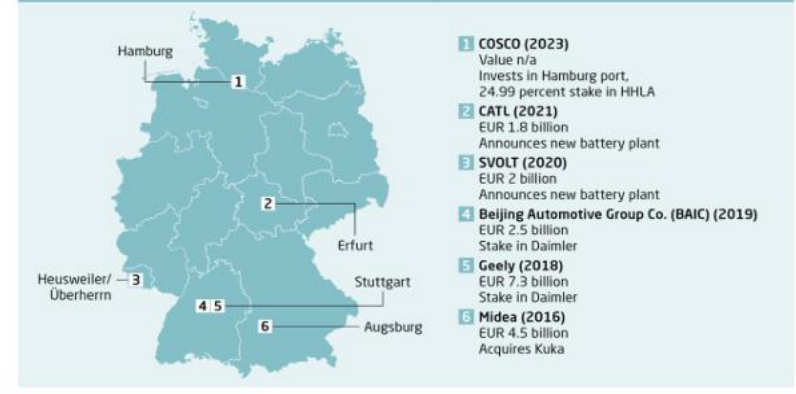 Hamburg
1
2
Erfurt
Heusweiler/
Überherrn
3
Stuttgart
4 5
6
Augsburg
1 COSCO (2023)
Value n/a
Invests in Hamburg port,
24.99 percent stake in HHLA
2 CATL (2021)
EUR 1.8 billion
Announces new battery plant
3 SVOLT (2020)
EUR 2 billion
Announces new battery plant
4 Beijing Automotive Group Co. (BAIC) (2019)
EUR 2.5 billion
Stake in Daimler
5 Geely (2018)
EUR 7.3 billion
Stake in Daimler
6 Midea (2016)
EUR 4.5 billion
Acquires Kuka